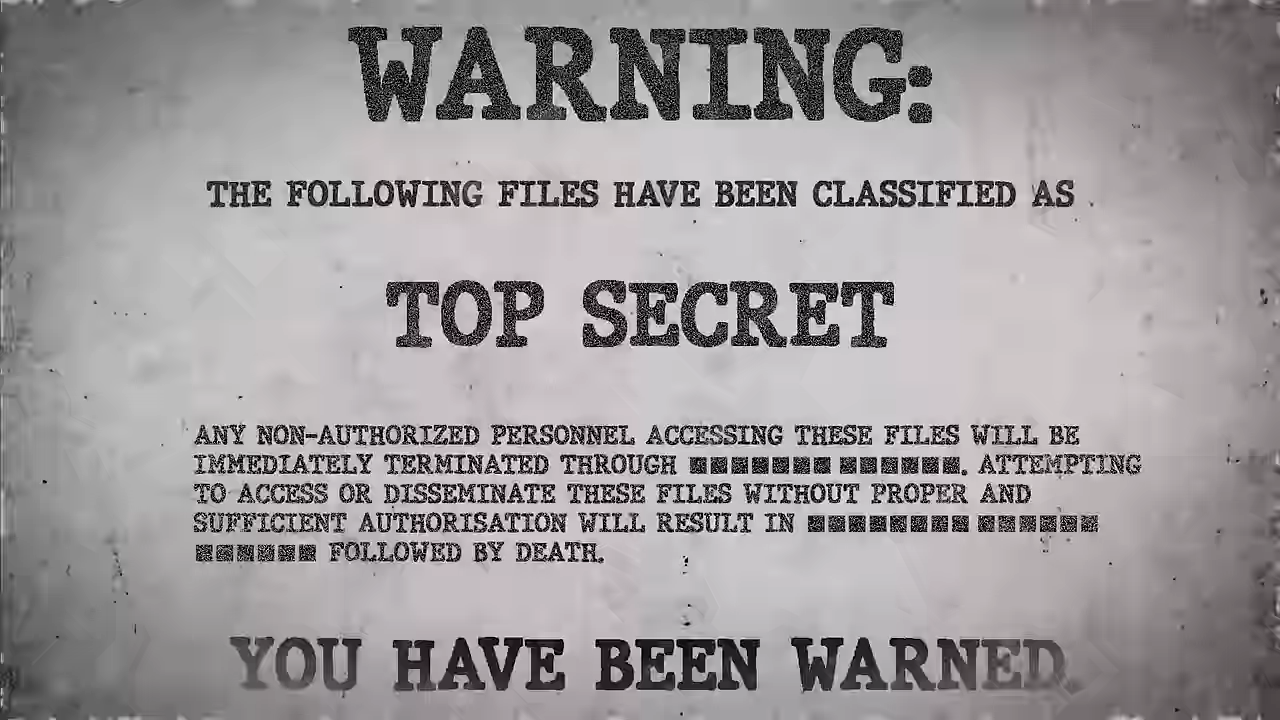 WARNING:
THE FOLLOWING FILES HAVE BEEN CLASSIFIED AS
TOP SECRET
ANY NON-AUTHORIZED PERSONNEL ACCESSING THESE FILES WILL BE
IMMEDIATELY TERMINATED THROUGH ■■■■■■■ ■■■■■■. ATTEMPTING
TO ACCESS OR DISSEMINATE THESE FILES WITHOUT PROPER AND
SUFFICIENT AUTHORISATION WILL RESULT IN ■■■■■■■■ ■■■■■■
■■■■■■ FOLLOWED BY DEATH.
YOU HAVE BEEN WARNED.